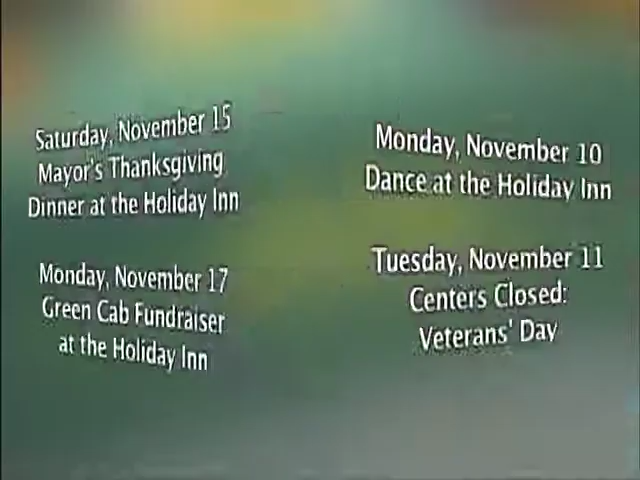 Saturday, November 15
Mayor's Thanksgiving
Dinner at the Holiday Inn
Monday, November 17
Green Cab Fundraiser
at the Holiday Inn
Monday, November 10
Dance at the Holiday Inn
Tuesday, November 11
Centers Closed:
Veterans' Day